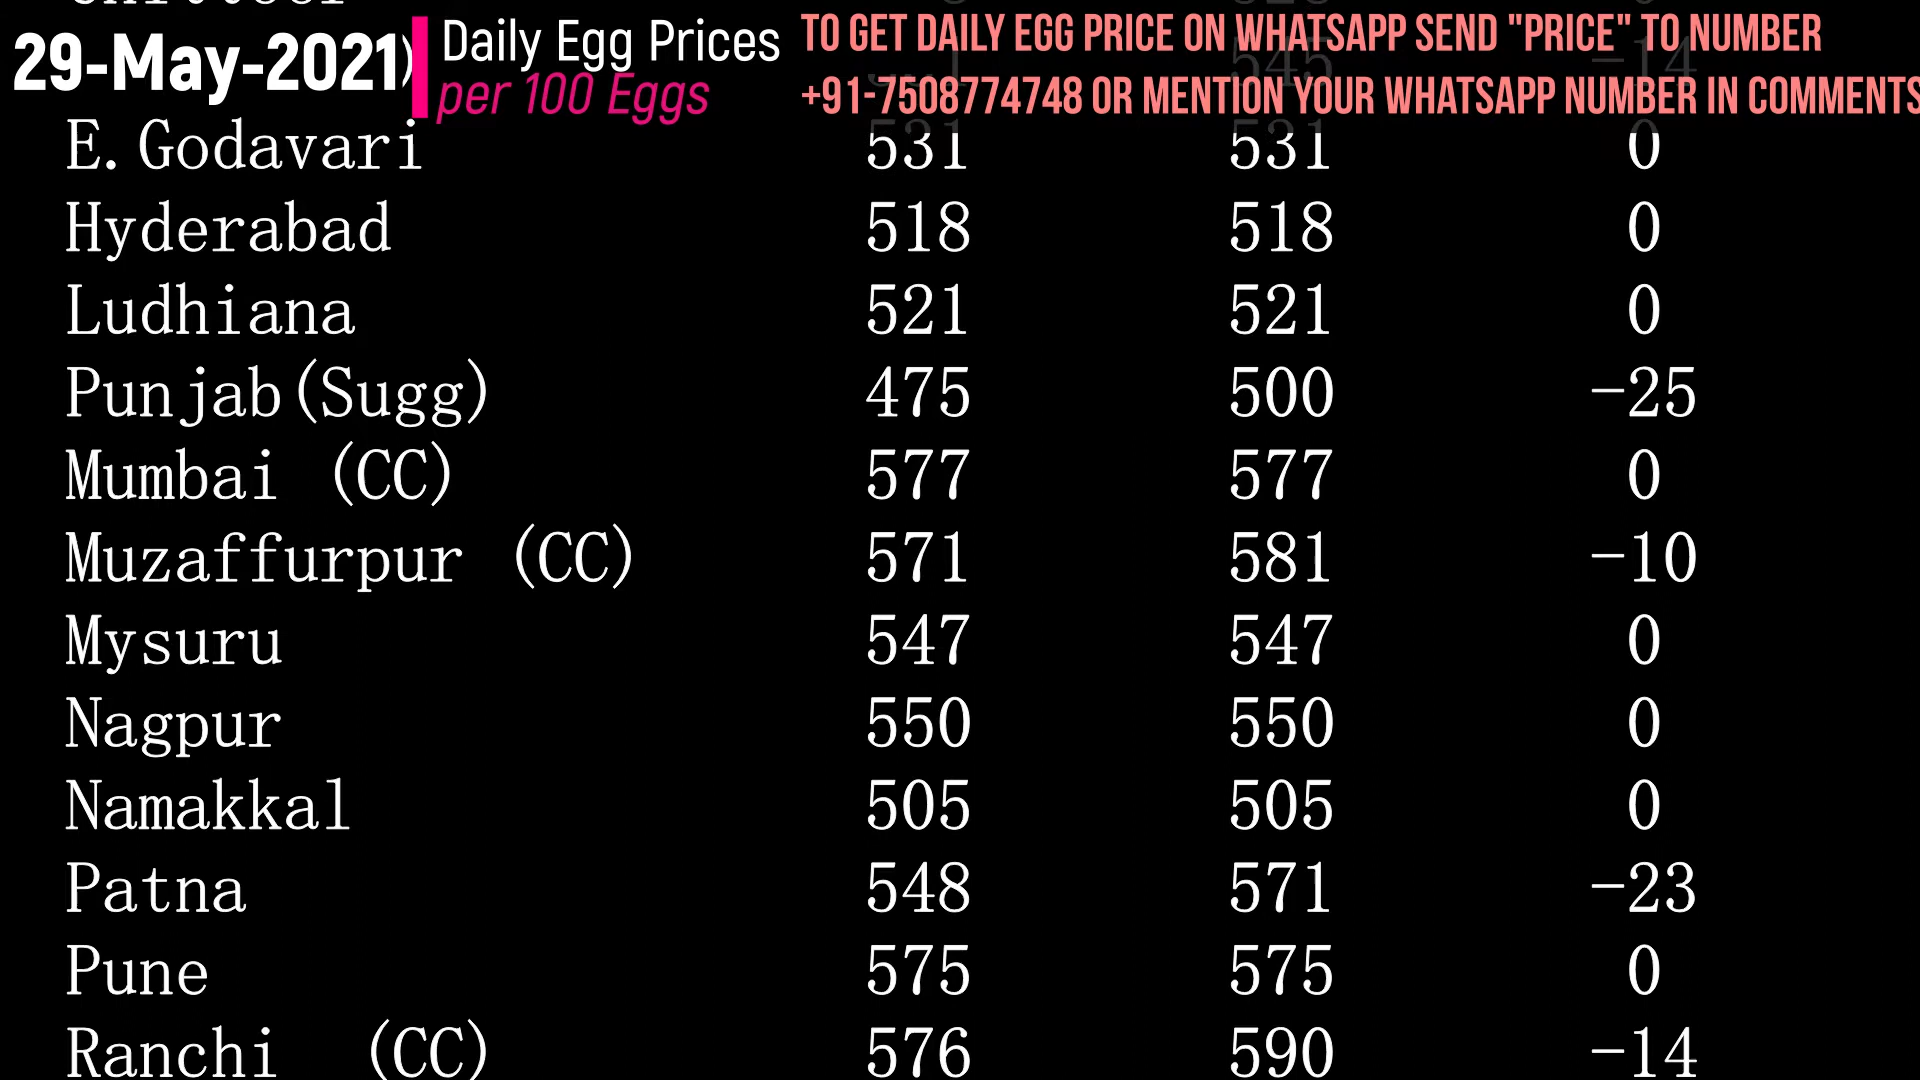 29-May-2021)
Daily Egg Prices
per 100 Eggs
TO GET DAILY EGG PRICE ON WHATSAPP SEND "PRICE" TO NUMBER
+91-7508774748 OR MENTION YOUR WHATSAPP NUMBER IN COMMENTS
545 -14
E.Godavari 531 531 0
Hyderabad 518 518 0
Ludhiana 521 521 0
Punjab(Sugg) 475 500 -25
Mumbai (CC) 577 577 0
Muzaffurpur (CC) 571 581 -10
Mysuru 547 547 0
Nagpur 550 550 0
Namakkal 505 505 0
Patna 548 571 -23
Pune 575 575 0
Ranchi (CC) 576 590 -14